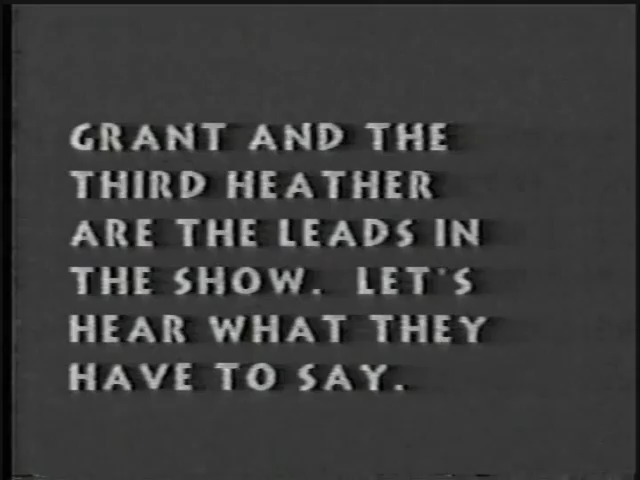 GRANT AND THE
THIRD HEATHER
ARE THE LEADS IN
THE SHOW. LET'S
HEAR WHAT THEY
HAVE TO SAY.